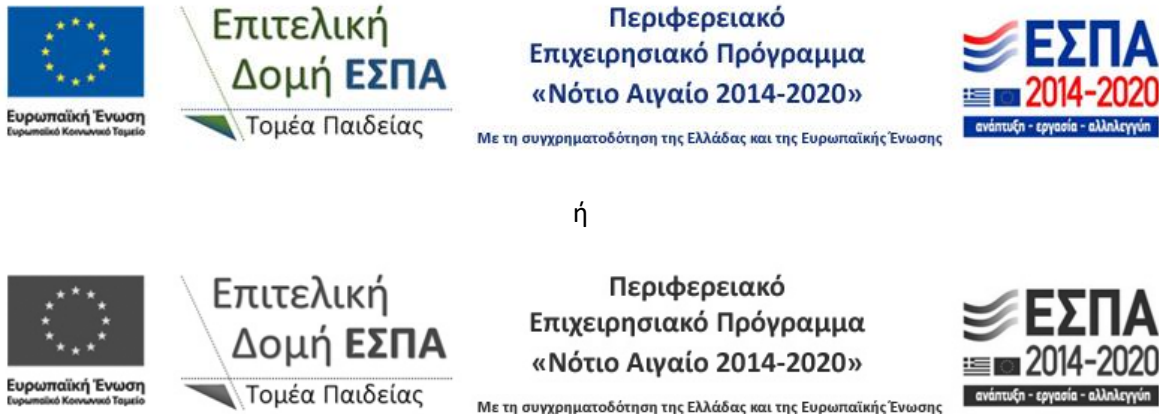 Ευρωπαϊκή Ένωση
Ευρωπαϊκό Κοινωνικό Ταμείο
Επιτελική
Δομή ΕΣΠΑ
Τομέα Παιδείας
Περιφερειακό
Επιχειρησιακό Πρόγραμμα
«Νότιο Αιγαίο 2014-2020»
Με τη συγχρηματοδότηση της Ελλάδας και της Ευρωπαϊκής Ένωσης
ΕΣΠΑ
2014-2020
ανάπτυξη - εργασία - αλληλεγγύη
ή
Ευρωπαϊκή Ένωση
Ευρωπαϊκό Κοινωνικό Ταμείο
Επιτελική
Δομή ΕΣΠΑ
Τομέα Παιδείας
Περιφερειακό
Επιχειρησιακό Πρόγραμμα
«Νότιο Αιγαίο 2014-2020»
Με τη συγχρηματοδότηση της Ελλάδας και της Ευρωπαϊκής Ένωσης
ΕΣΠΑ
2014-2020
ανάπτυξη - εργασία - αλληλεγγύη